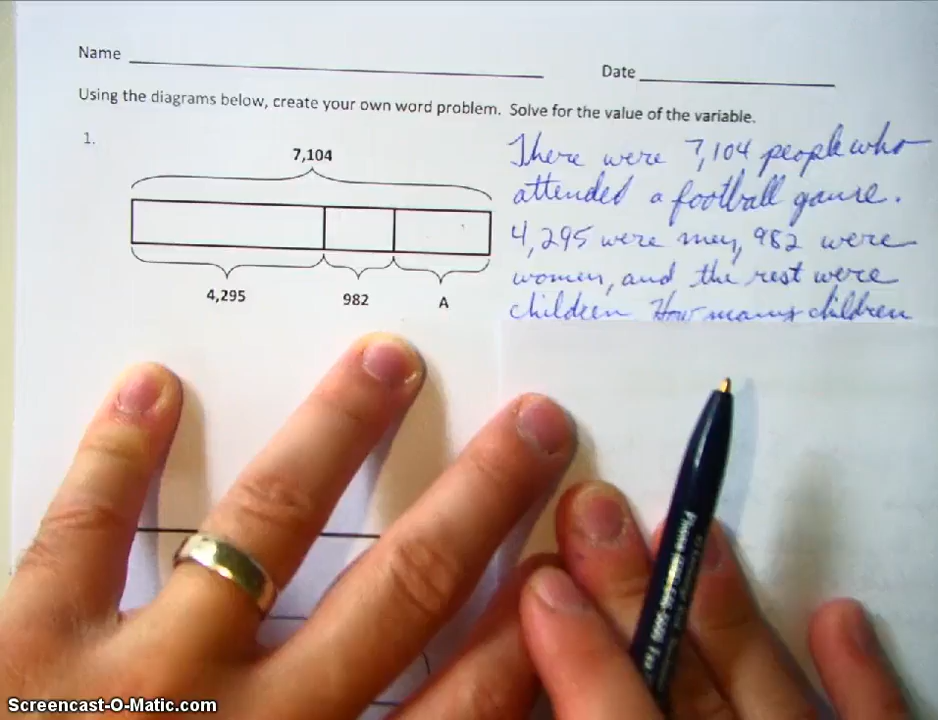 Name
Date
Using the diagrams below, create your own word problem. Solve for the value of the variable.
1.
7,104
4,295
982
A
There were 7,104 people who
attended a football game.
4,295 were men, 982 were
women, and the rest were
children How many children
Screencast-O-Matic.com